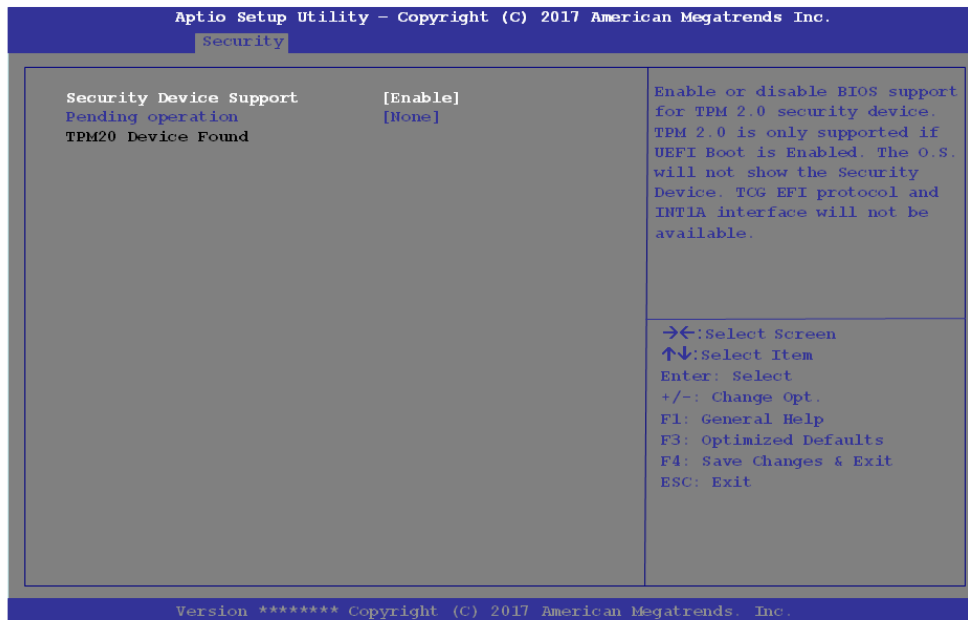 Aptio Setup Utility – Copyright (C) 2017 American Megatrends Inc.
Security
Security Device Support [Enable]
Pending operation [None]
TPM20 Device Found
Enable or disable BIOS support
for TPM 2.0 security device.
TPM 2.0 is only supported if
UEFI Boot is Enabled. The O.S.
will not show the Security
Device. TCG EFI protocol and
INT1A interface will not be
available.
→←:Select Screen
↑↓:Select Item
Enter: Select
+/-: Change Opt.
F1: General Help
F3: Optimized Defaults
F4: Save Changes & Exit
ESC: Exit
Version ******** Copyright (C) 2017 American Megatrends. Inc.